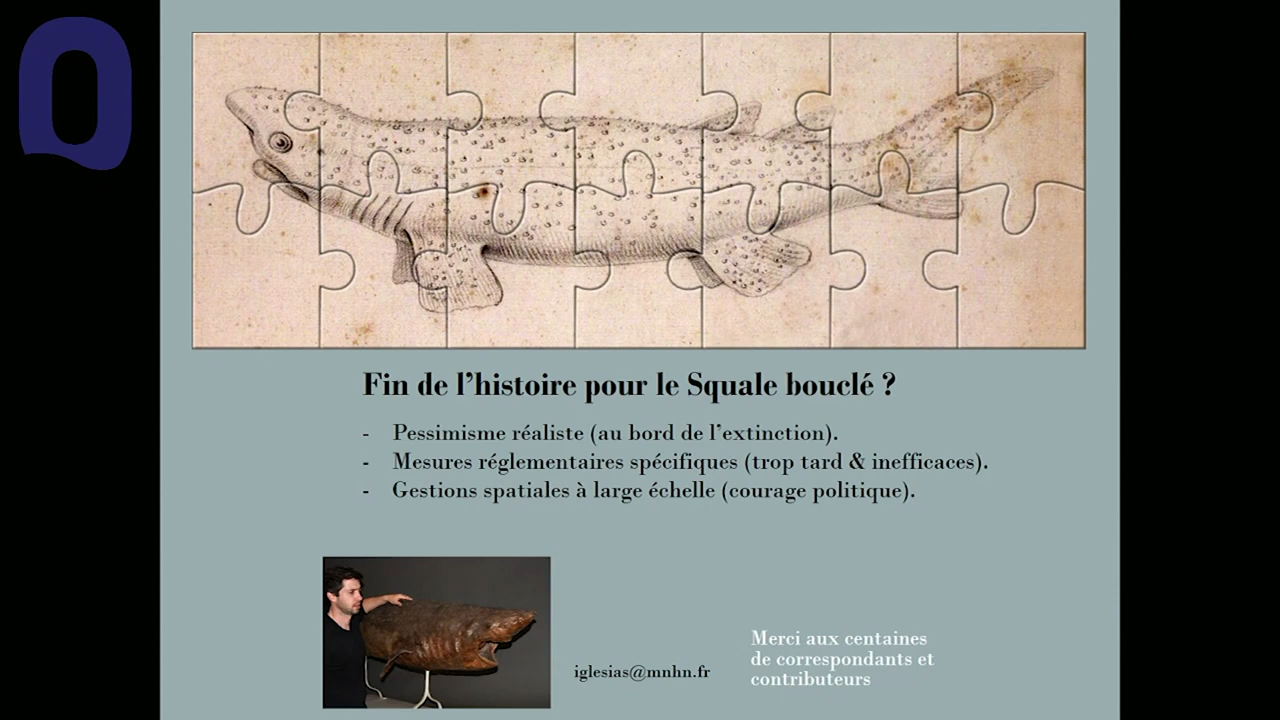 Fin de l’histoire pour le Squale bouclé ?
- Pessimisme réaliste (au bord de l’extinction).
- Mesures réglementaires spécifiques (trop tard & inefficaces).
- Gestions spatiales à large échelle (courage politique).
iglesias@mnhn.fr
Merci aux centaines
de correspondants et
contributeurs